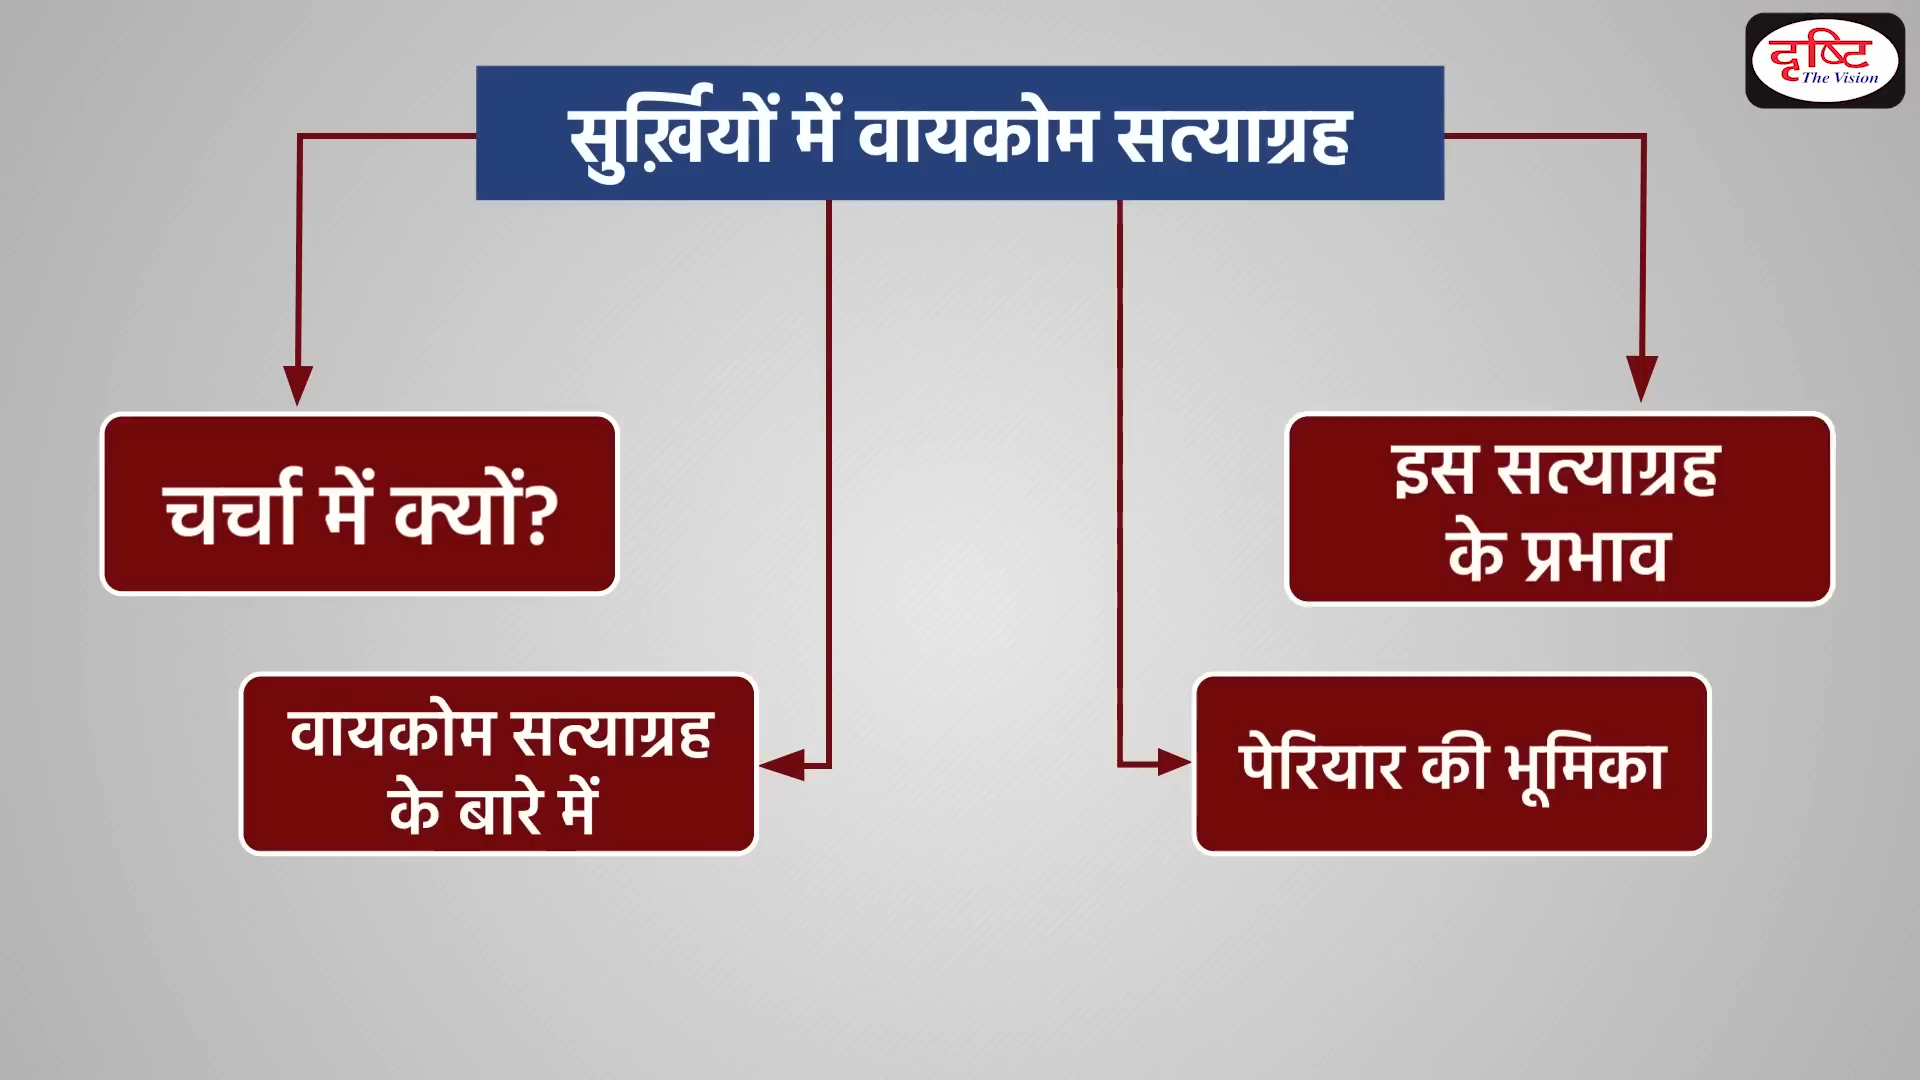 दृष्टि
The Vision
सुर्ख़ियों में वायकोम सत्याग्रह
चर्चा में क्यों?
वायकोम सत्याग्रह
के बारे में
पेरियार की भूमिका
इस सत्याग्रह
के प्रभाव